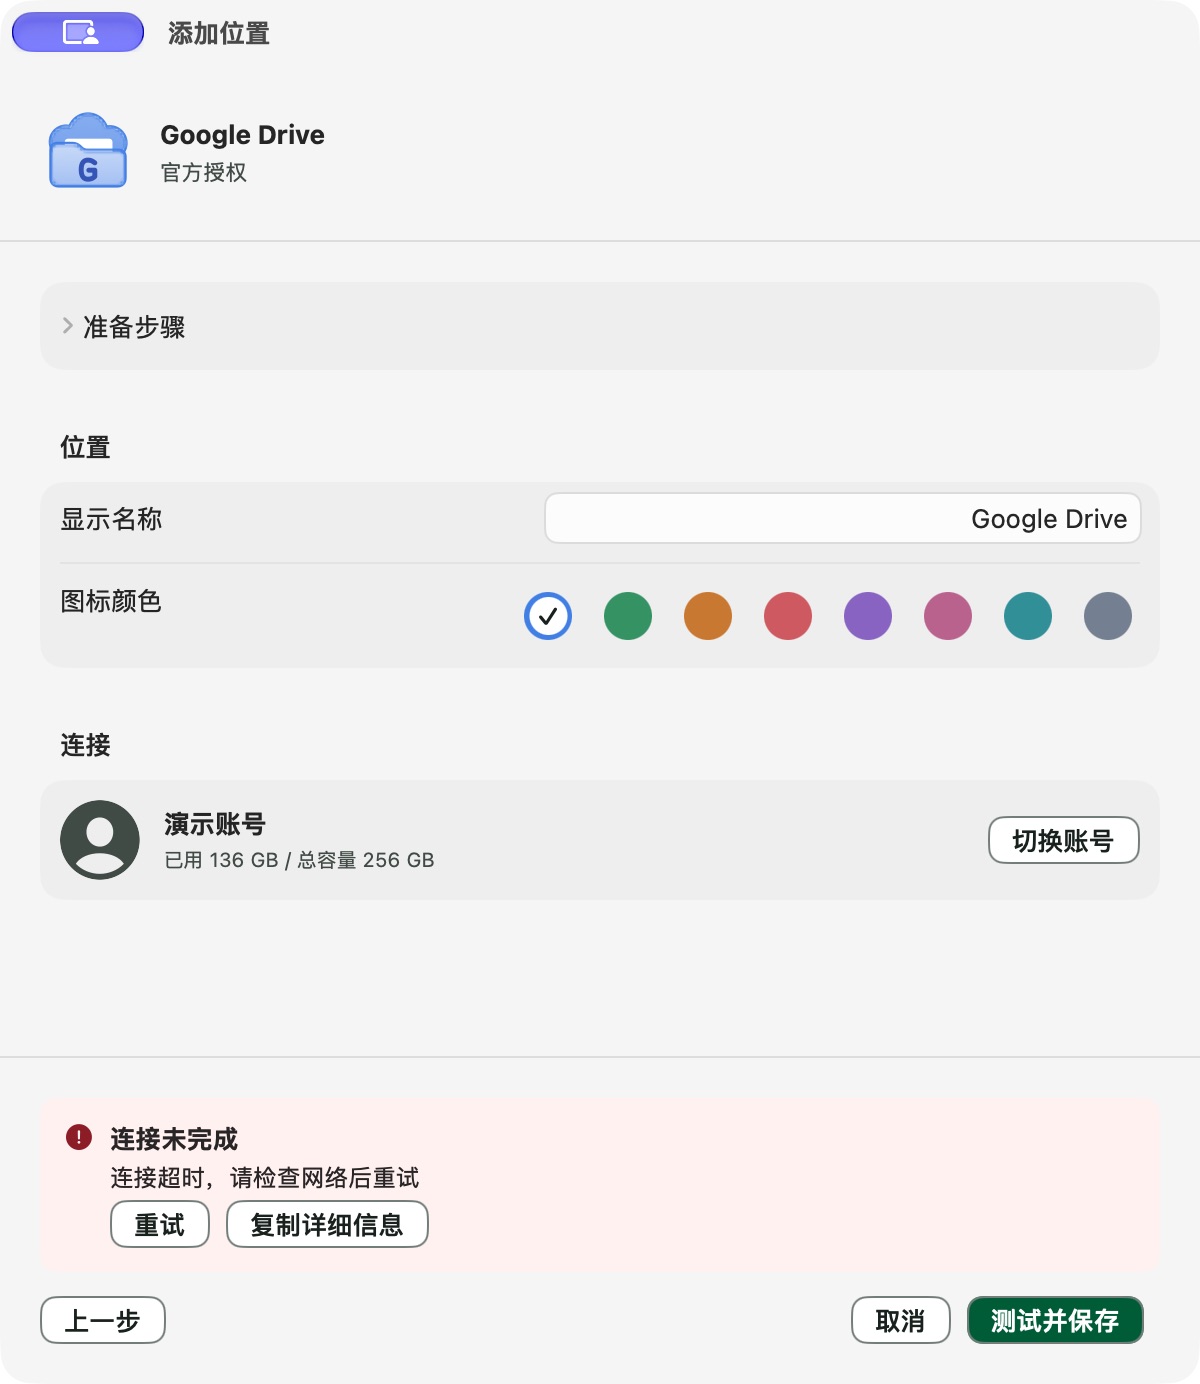 添加位置
G
Google Drive
官方授权
准备步骤
位置
显示名称
Google Drive
图标颜色
连接
演示账号
已用 136 GB / 总容量 256 GB
切换账号
连接未完成
连接超时，请检查网络后重试
重试
复制详细信息
上一步
取消
测试并保存